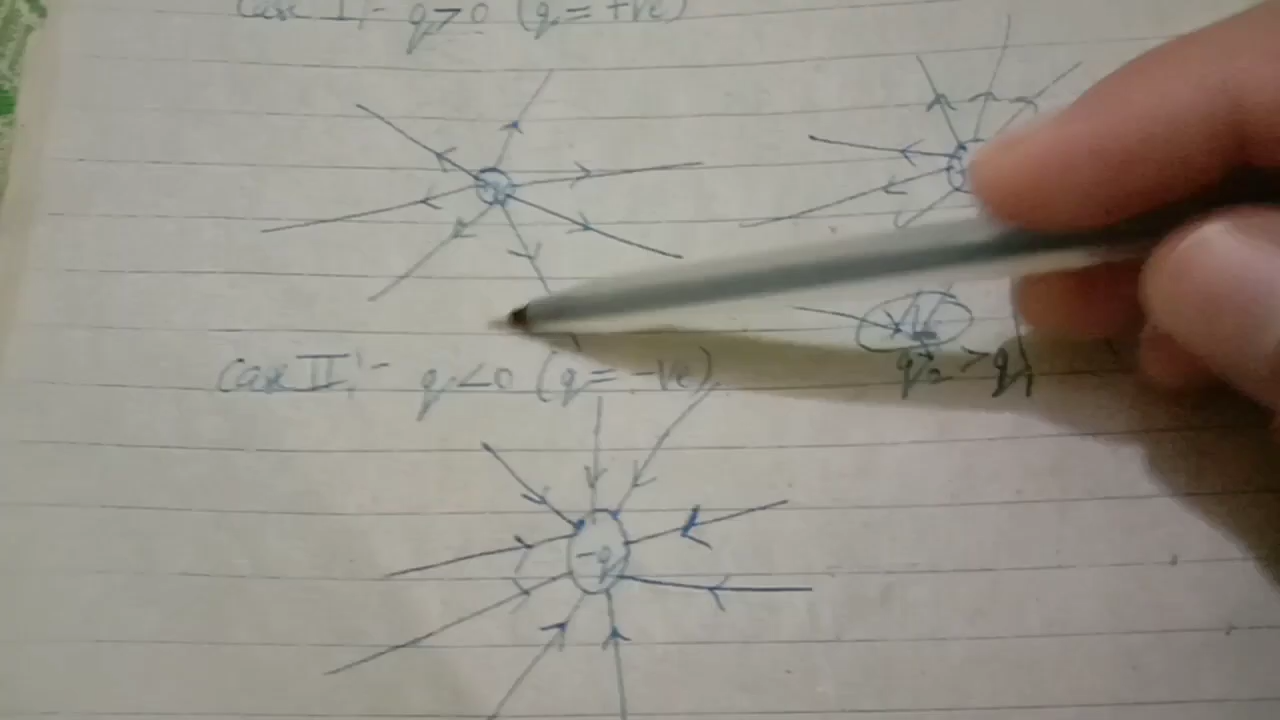 Case I:- q>0 (q = +ve)
q2 > q1
Case II:- q<0 (q = -ve)
-q